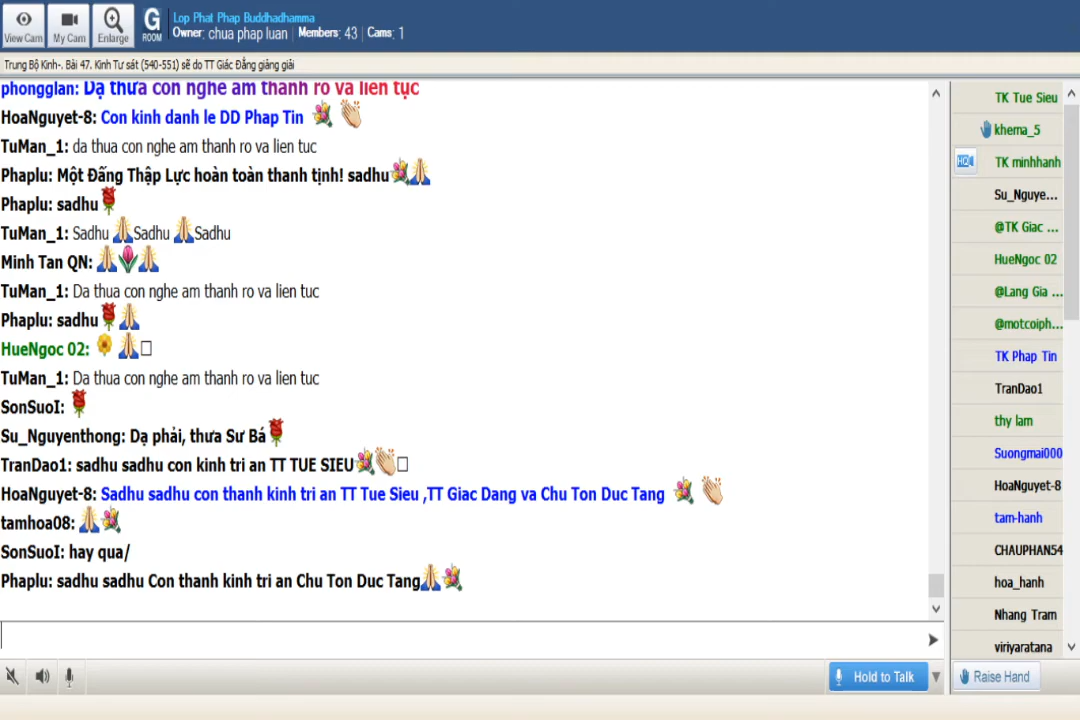 View Cam
My Cam
Enlarge
G
ROOM
Lop Phat Phap Buddhadhamma
Owner: chua phap luan | Members: 43 | Cams: 1
Trung Bộ Kinh-. Bài 47. Kinh Tư sát (540-551) sẽ do TT Giác Đẳng giảng giải
phongglan: Dạ thưa con nghe âm thanh rõ và liên tục
HoaNguyet-8: Con kinh danh le DD Phap Tin
TuMan_1: da thua con nghe am thanh ro va lien tuc
Phaplu: Một Đấng Thập Lực hoàn toàn thanh tịnh! sadhu
Phaplu: sadhu
TuMan_1: Sadhu Sadhu Sadhu
Minh Tan QN:
TuMan_1: Da thua con nghe am thanh ro va lien tuc
Phaplu: sadhu
HueNgoc 02:
TuMan_1: Da thua con nghe am thanh ro va lien tuc
SonSuoI:
Su_Nguyenthong: Dạ phải, thưa Sư Bá
TranDao1: sadhu sadhu con kinh tri an TT TUE SIEU
HoaNguyet-8: Sadhu sadhu con thanh kinh tri an TT Tue Sieu ,TT Giac Dang va Chu Ton Duc Tang
tamhoa08:
SonSuoI: hay qua/
Phaplu: sadhu sadhu Con thanh kinh tri an Chu Ton Duc Tang
TK Tue Sieu
khema_5
HQ
TK minhhanh
Su_Nguye...
@TK Giac ...
HueNgoc 02
@Lang Gia ...
@motcoiph...
TK Phap Tin
TranDao1
thy lam
Suongmai000
HoaNguyet-8
tam-hanh
CHAUPHAN54
hoa_hanh
Nhang Tram
viriyaratana
Hold to Talk
Raise Hand